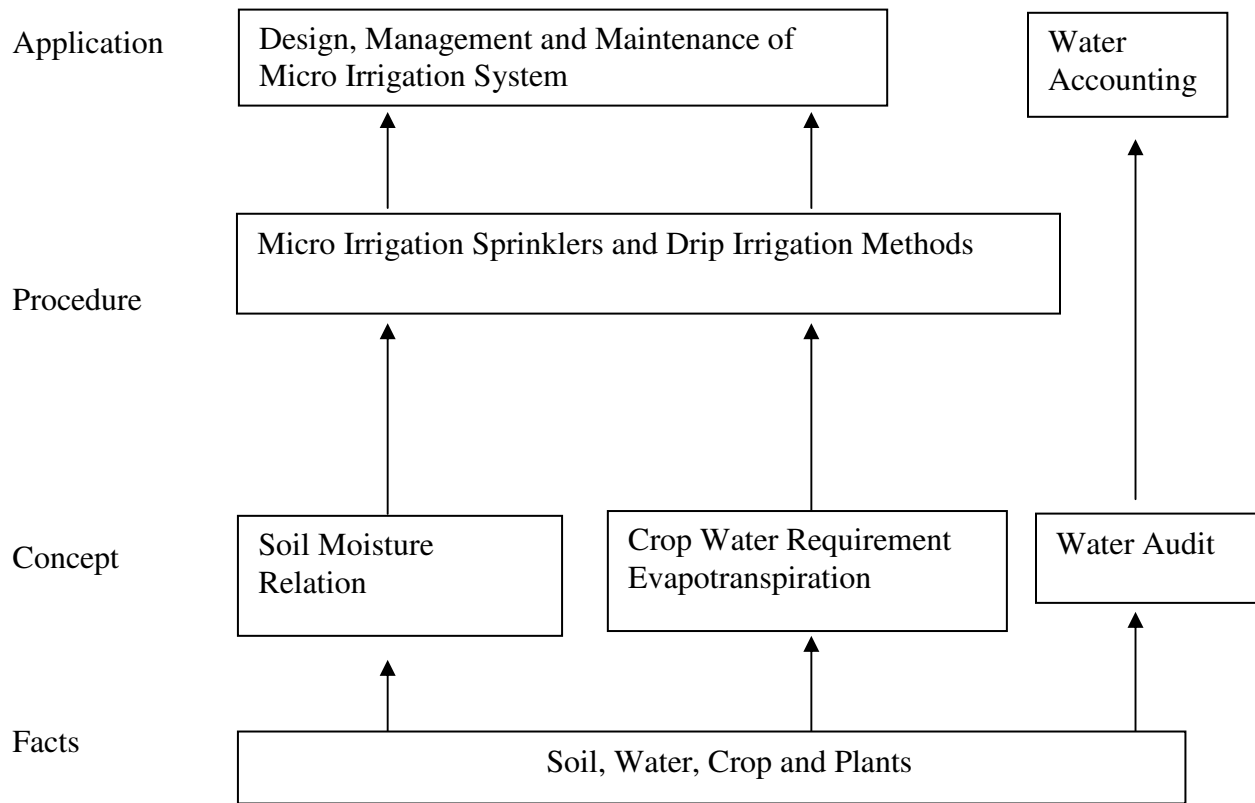 Application
Design, Management and Maintenance of
Micro Irrigation System
Water
Accounting
Micro Irrigation Sprinklers and Drip Irrigation Methods
Procedure
Concept
Soil Moisture
Relation
Crop Water Requirement
Evapotranspiration
Water Audit
Facts
Soil, Water, Crop and Plants